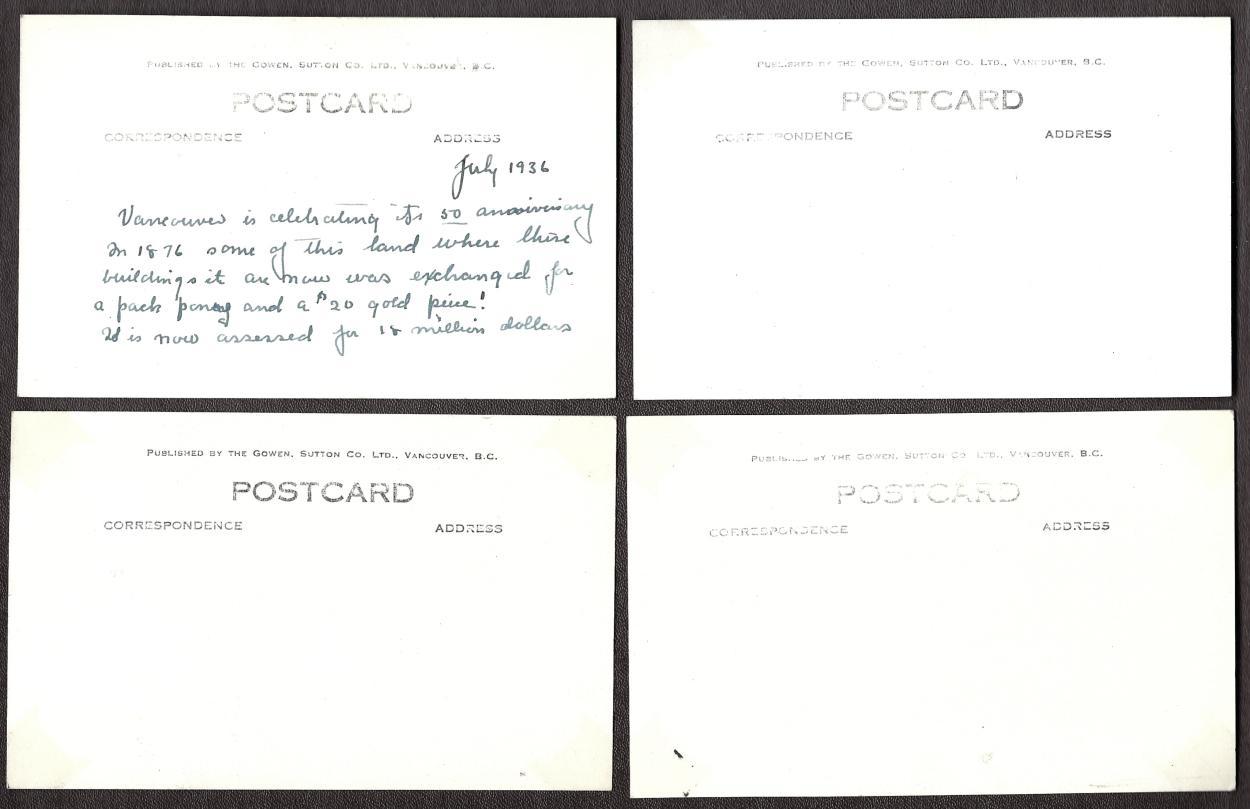 PUBLISHED BY THE GOWEN, SUTTON CO. LTD., VANCOUVER, B.C.
POSTCARD
CORRESPONDENCE ADDRESS
July 1936
Vancouver is celebrating its 50 anniversary
In 1876 some of this land where these
buildings it are now was exchanged for
a pack poney and a $20 gold piece!
It is now assessed for 18 million dollars
PUBLISHED BY THE GOWEN, SUTTON CO. LTD., VANCOUVER, B.C.
POSTCARD
CORRESPONDENCE ADDRESS
PUBLISHED BY THE GOWEN, SUTTON CO. LTD., VANCOUVER, B.C.
POSTCARD
CORRESPONDENCE ADDRESS
PUBLISHED BY THE GOWEN, SUTTON CO. LTD., VANCOUVER, B.C.
POSTCARD
CORRESPONDENCE ADDRESS